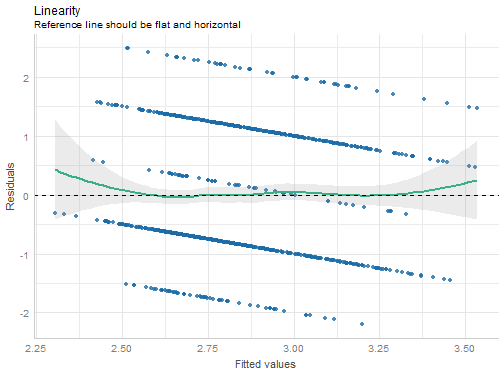 Linearity
Reference line should be flat and horizontal
Residuals
2
1
0
-1
-2
2.25
2.50
2.75
3.00
3.25
3.50
Fitted values